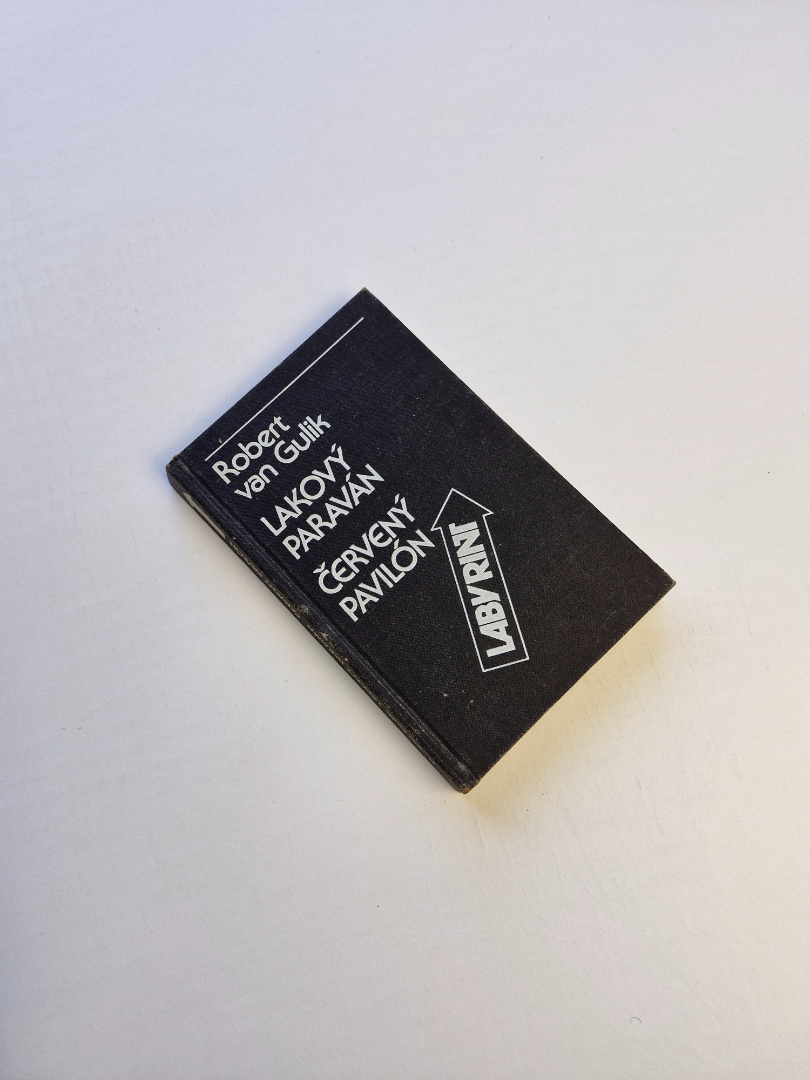 Robert
van Gulik
LAKOVÝ
PARAVÁN
ČERVENÝ
PAVILÓN
LABYRINT